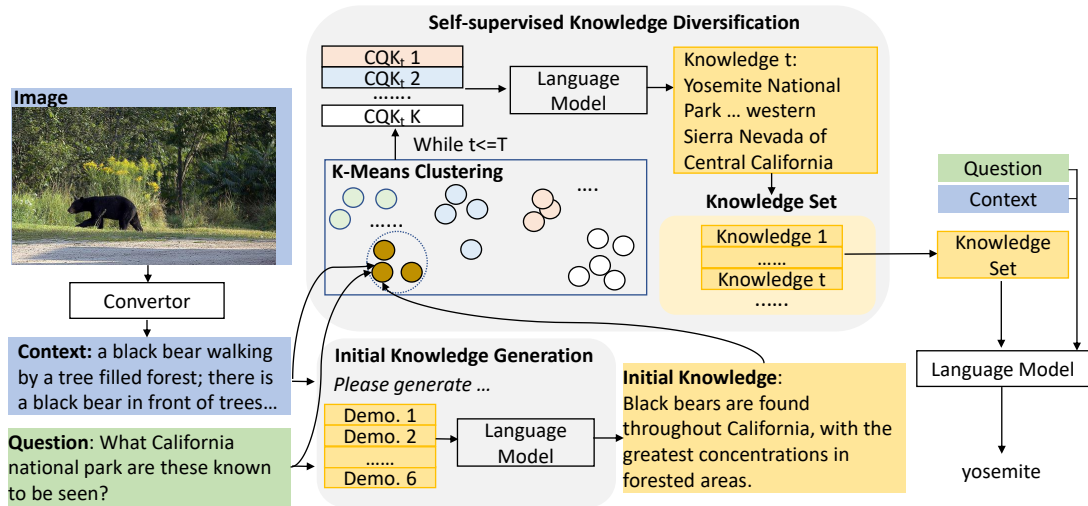 Self-supervised Knowledge Diversification
CQKₜ 1
CQKₜ 2
.......
CQKₜ K
Language
Model
Knowledge t:
Yosemite National
Park ... western
Sierra Nevada of
Central California
While t<=T
Image
K-Means Clustering
....
......
Knowledge Set
Knowledge 1
......
Knowledge t
......
Question
Context
Knowledge
Set
Convertor
Context: a black bear walking
by a tree filled forest; there is
a black bear in front of trees...
Question: What California
national park are these known
to be seen?
Initial Knowledge Generation
Please generate ...
Demo. 1
Demo. 2
......
Demo. 6
Language
Model
Initial Knowledge:
Black bears are found
throughout California, with the
greatest concentrations in
forested areas.
Language Model
yosemite